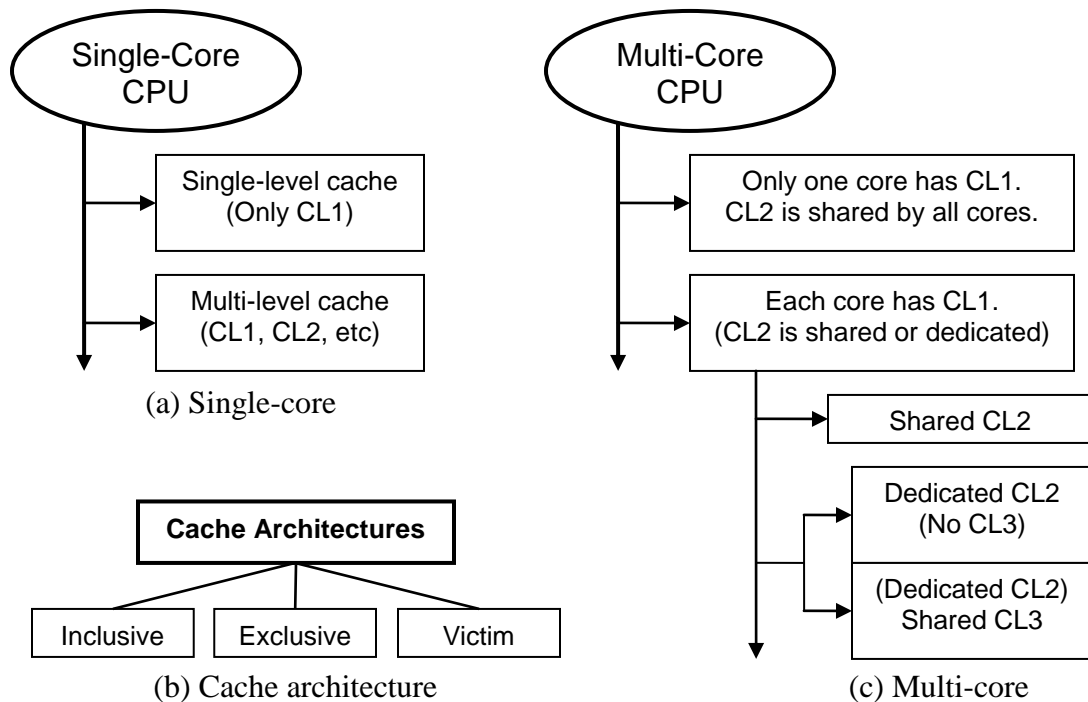 Single-Core
CPU
Single-level cache
(Only CL1)
Multi-level cache
(CL1, CL2, etc)
(a) Single-core
Cache Architectures
Inclusive
Exclusive
Victim
(b) Cache architecture
Multi-Core
CPU
Only one core has CL1.
CL2 is shared by all cores.
Each core has CL1.
(CL2 is shared or dedicated)
Shared CL2
Dedicated CL2
(No CL3)
(Dedicated CL2)
Shared CL3
(c) Multi-core